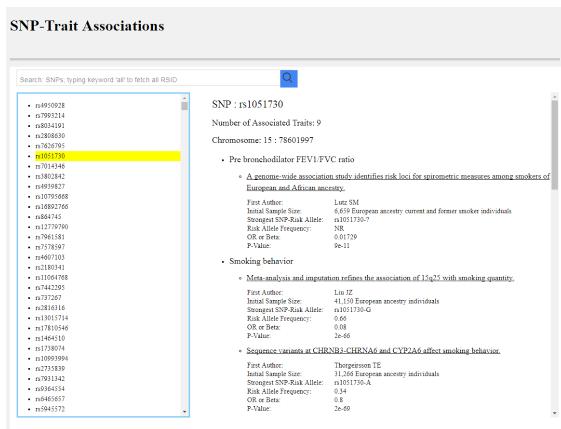 SNP-Trait Associations
Search: SNPs; typing keyword 'all' to fetch all RSID
rs4950928
rs7993214
rs8034191
rs2808630
rs7626795
rs1051730
rs7014346
rs3802842
rs4939827
rs10795668
rs16892766
rs864745
rs12779790
rs7961581
rs7578597
rs4607103
rs2180341
rs11064768
rs7442295
rs737267
rs2816316
rs13015714
rs17810546
rs1464510
rs1738074
rs10993994
rs2735839
rs7931342
rs9364554
rs6465657
rs5945572
SNP : rs1051730
Number of Associated Traits: 9
Chromosome: 15 : 78601997
Pre bronchodilator FEV1/FVC ratio
A genome-wide association study identifies risk loci for spirometric measures among smokers of
European and African ancestry.
First Author: Lutz SM
Initial Sample Size: 6,659 European ancestry current and former smoker individuals
Strongest SNP-Risk Allele: rs1051730-?
Risk Allele Frequency: NR
OR or Beta: 0.01729
P-Value: 9e-11
Smoking behavior
Meta-analysis and imputation refines the association of 15q25 with smoking quantity.
First Author: Liu JZ
Initial Sample Size: 41,150 European ancestry individuals
Strongest SNP-Risk Allele: rs1051730-G
Risk Allele Frequency: 0.66
OR or Beta: 0.08
P-Value: 2e-66
Sequence variants at CHRNB3-CHRNA6 and CYP2A6 affect smoking behavior.
First Author: Thorgeirsson TE
Initial Sample Size: 31,266 European ancestry individuals
Strongest SNP-Risk Allele: rs1051730-A
Risk Allele Frequency: 0.34
OR or Beta: 0.8
P-Value: 2e-69